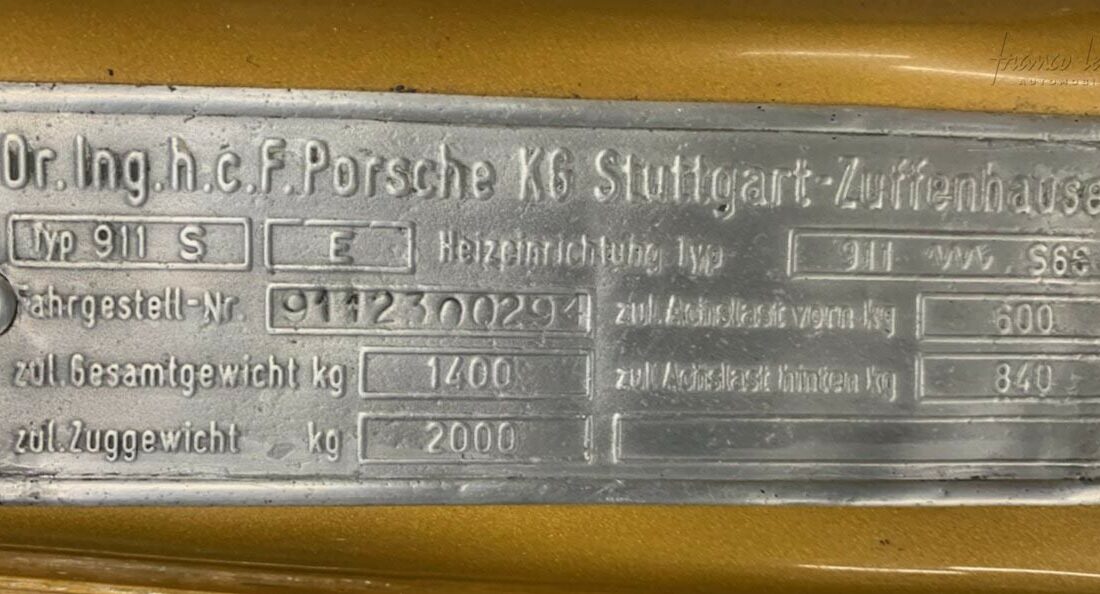 Dr. Ing. h. c. F. Porsche KG Stuttgart-Zuffenhause
Typ 911 S E Heizeinrichtung Typ 911
Fahrgestell-Nr. 9112300294 zul. Achslast vorn kg 600
zul. Gesamtgewicht kg 1400 zul. Achslast hinten kg 840
zul. Zuggewicht kg 2000